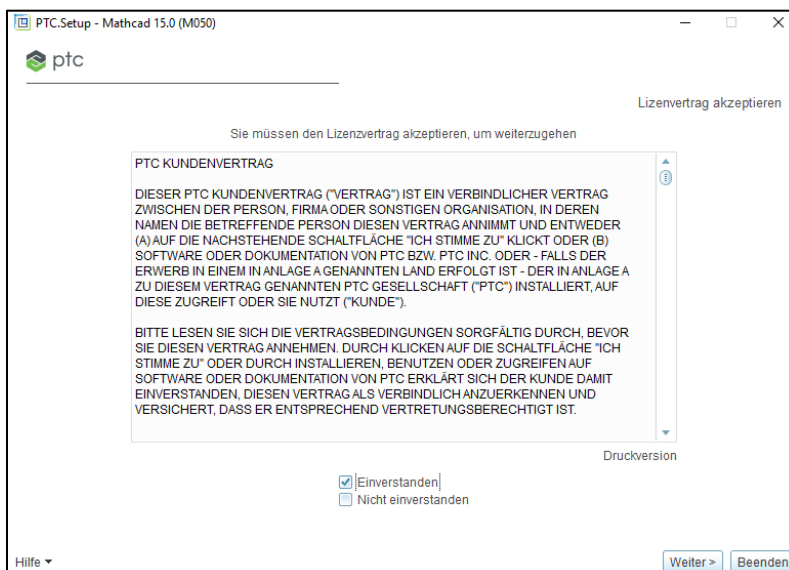 PTC.Setup - Mathcad 15.0 (M050)
ptc
Lizenvertrag akzeptieren
Sie müssen den Lizenzvertrag akzeptieren, um weiterzugehen
PTC KUNDENVERTRAG
DIESER PTC KUNDENVERTRAG ("VERTRAG") IST EIN VERBINDLICHER VERTRAG
ZWISCHEN DER PERSON, FIRMA ODER SONSTIGEN ORGANISATION, IN DEREN
NAMEN DIE BETREFFENDE PERSON DIESEN VERTRAG ANNIMMT UND ENTWEDER
(A) AUF DIE NACHSTEHENDE SCHALTFLÄCHE "ICH STIMME ZU" KLICKT ODER (B)
SOFTWARE ODER DOKUMENTATION VON PTC BZW. PTC INC. ODER - FALLS DER
ERWERB IN EINEM IN ANLAGE A GENANNTEN LAND ERFOLGT IST - DER IN ANLAGE A
ZU DIESEM VERTRAG GENANNTEN PTC GESELLSCHAFT ("PTC") INSTALLIERT, AUF
DIESE ZUGREIFT ODER SIE NUTZT ("KUNDE").
BITTE LESEN SIE SICH DIE VERTRAGSBEDINGUNGEN SORGFÄLTIG DURCH, BEVOR
SIE DIESEN VERTRAG ANNEHMEN. DURCH KLICKEN AUF DIE SCHALTFLÄCHE "ICH
STIMME ZU" ODER DURCH INSTALLIEREN, BENUTZEN ODER ZUGREIFEN AUF
SOFTWARE ODER DOKUMENTATION VON PTC ERKLÄRT SICH DER KUNDE DAMIT
EINVERSTANDEN, DIESEN VERTRAG ALS VERBINDLICH ANZUERKENNEN UND
VERSICHERT, DASS ER ENTSPRECHEND VERTRETUNGSBERECHTIGT IST.
Druckversion
Einverstanden
Nicht einverstanden
Hilfe
Weiter > Beenden